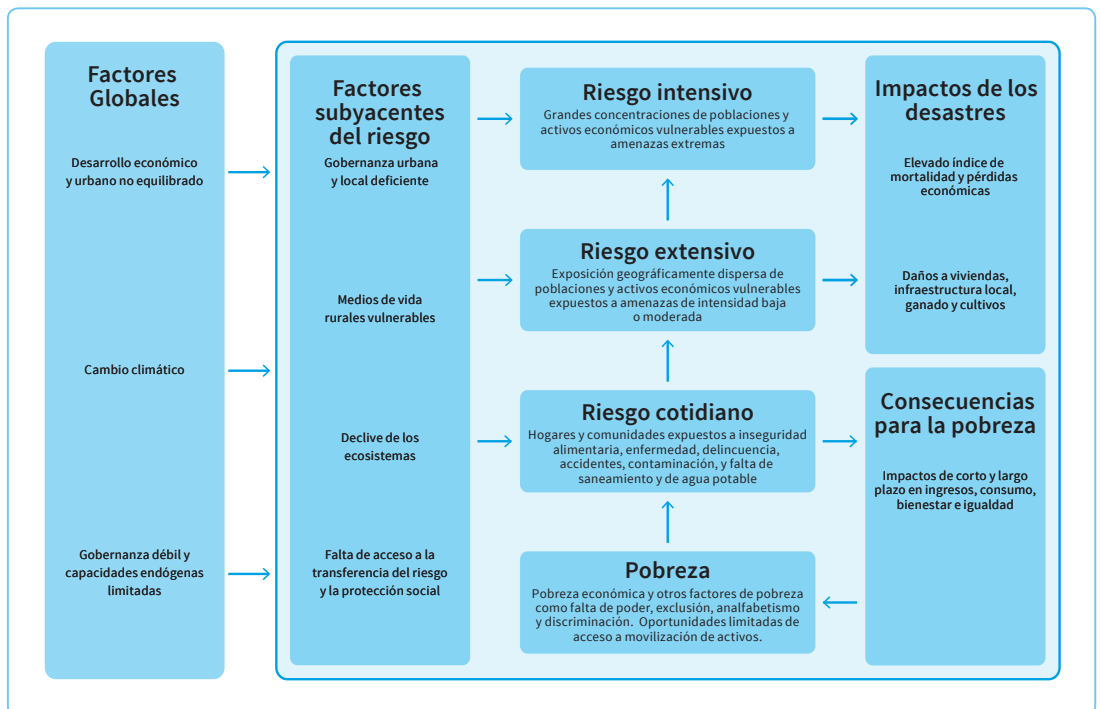 Factores
Globales
Desarrollo económico
y urbano no equilibrado
Cambio climático
Gobernanza débil y
capacidades endógenas
limitadas
Factores
subyacentes
del riesgo
Gobernanza urbana
y local deficiente
Medios de vida
rurales vulnerables
Declive de los
ecosistemas
Falta de acceso a la
transferencia del riesgo
y la protección social
Riesgo intensivo
Grandes concentraciones de poblaciones y
activos económicos vulnerables expuestos a
amenazas extremas
Riesgo extensivo
Exposición geográficamente dispersa de
poblaciones y activos económicos vulnerables
expuestos a amenazas de intensidad baja
o moderada
Riesgo cotidiano
Hogares y comunidades expuestos a inseguridad
alimentaria, enfermedad, delincuencia,
accidentes, contaminación, y falta de
saneamiento y de agua potable
Pobreza
Pobreza económica y otros factores de pobreza
como falta de poder, exclusión, analfabetismo
y discriminación. Oportunidades limitadas de
acceso a movilización de activos.
Impactos de los
desastres
Elevado índice de
mortalidad y pérdidas
económicas
Daños a viviendas,
infraestructura local,
ganado y cultivos
Consecuencias
para la pobreza
Impactos de corto y largo
plazo en ingresos, consumo,
bienestar e igualdad